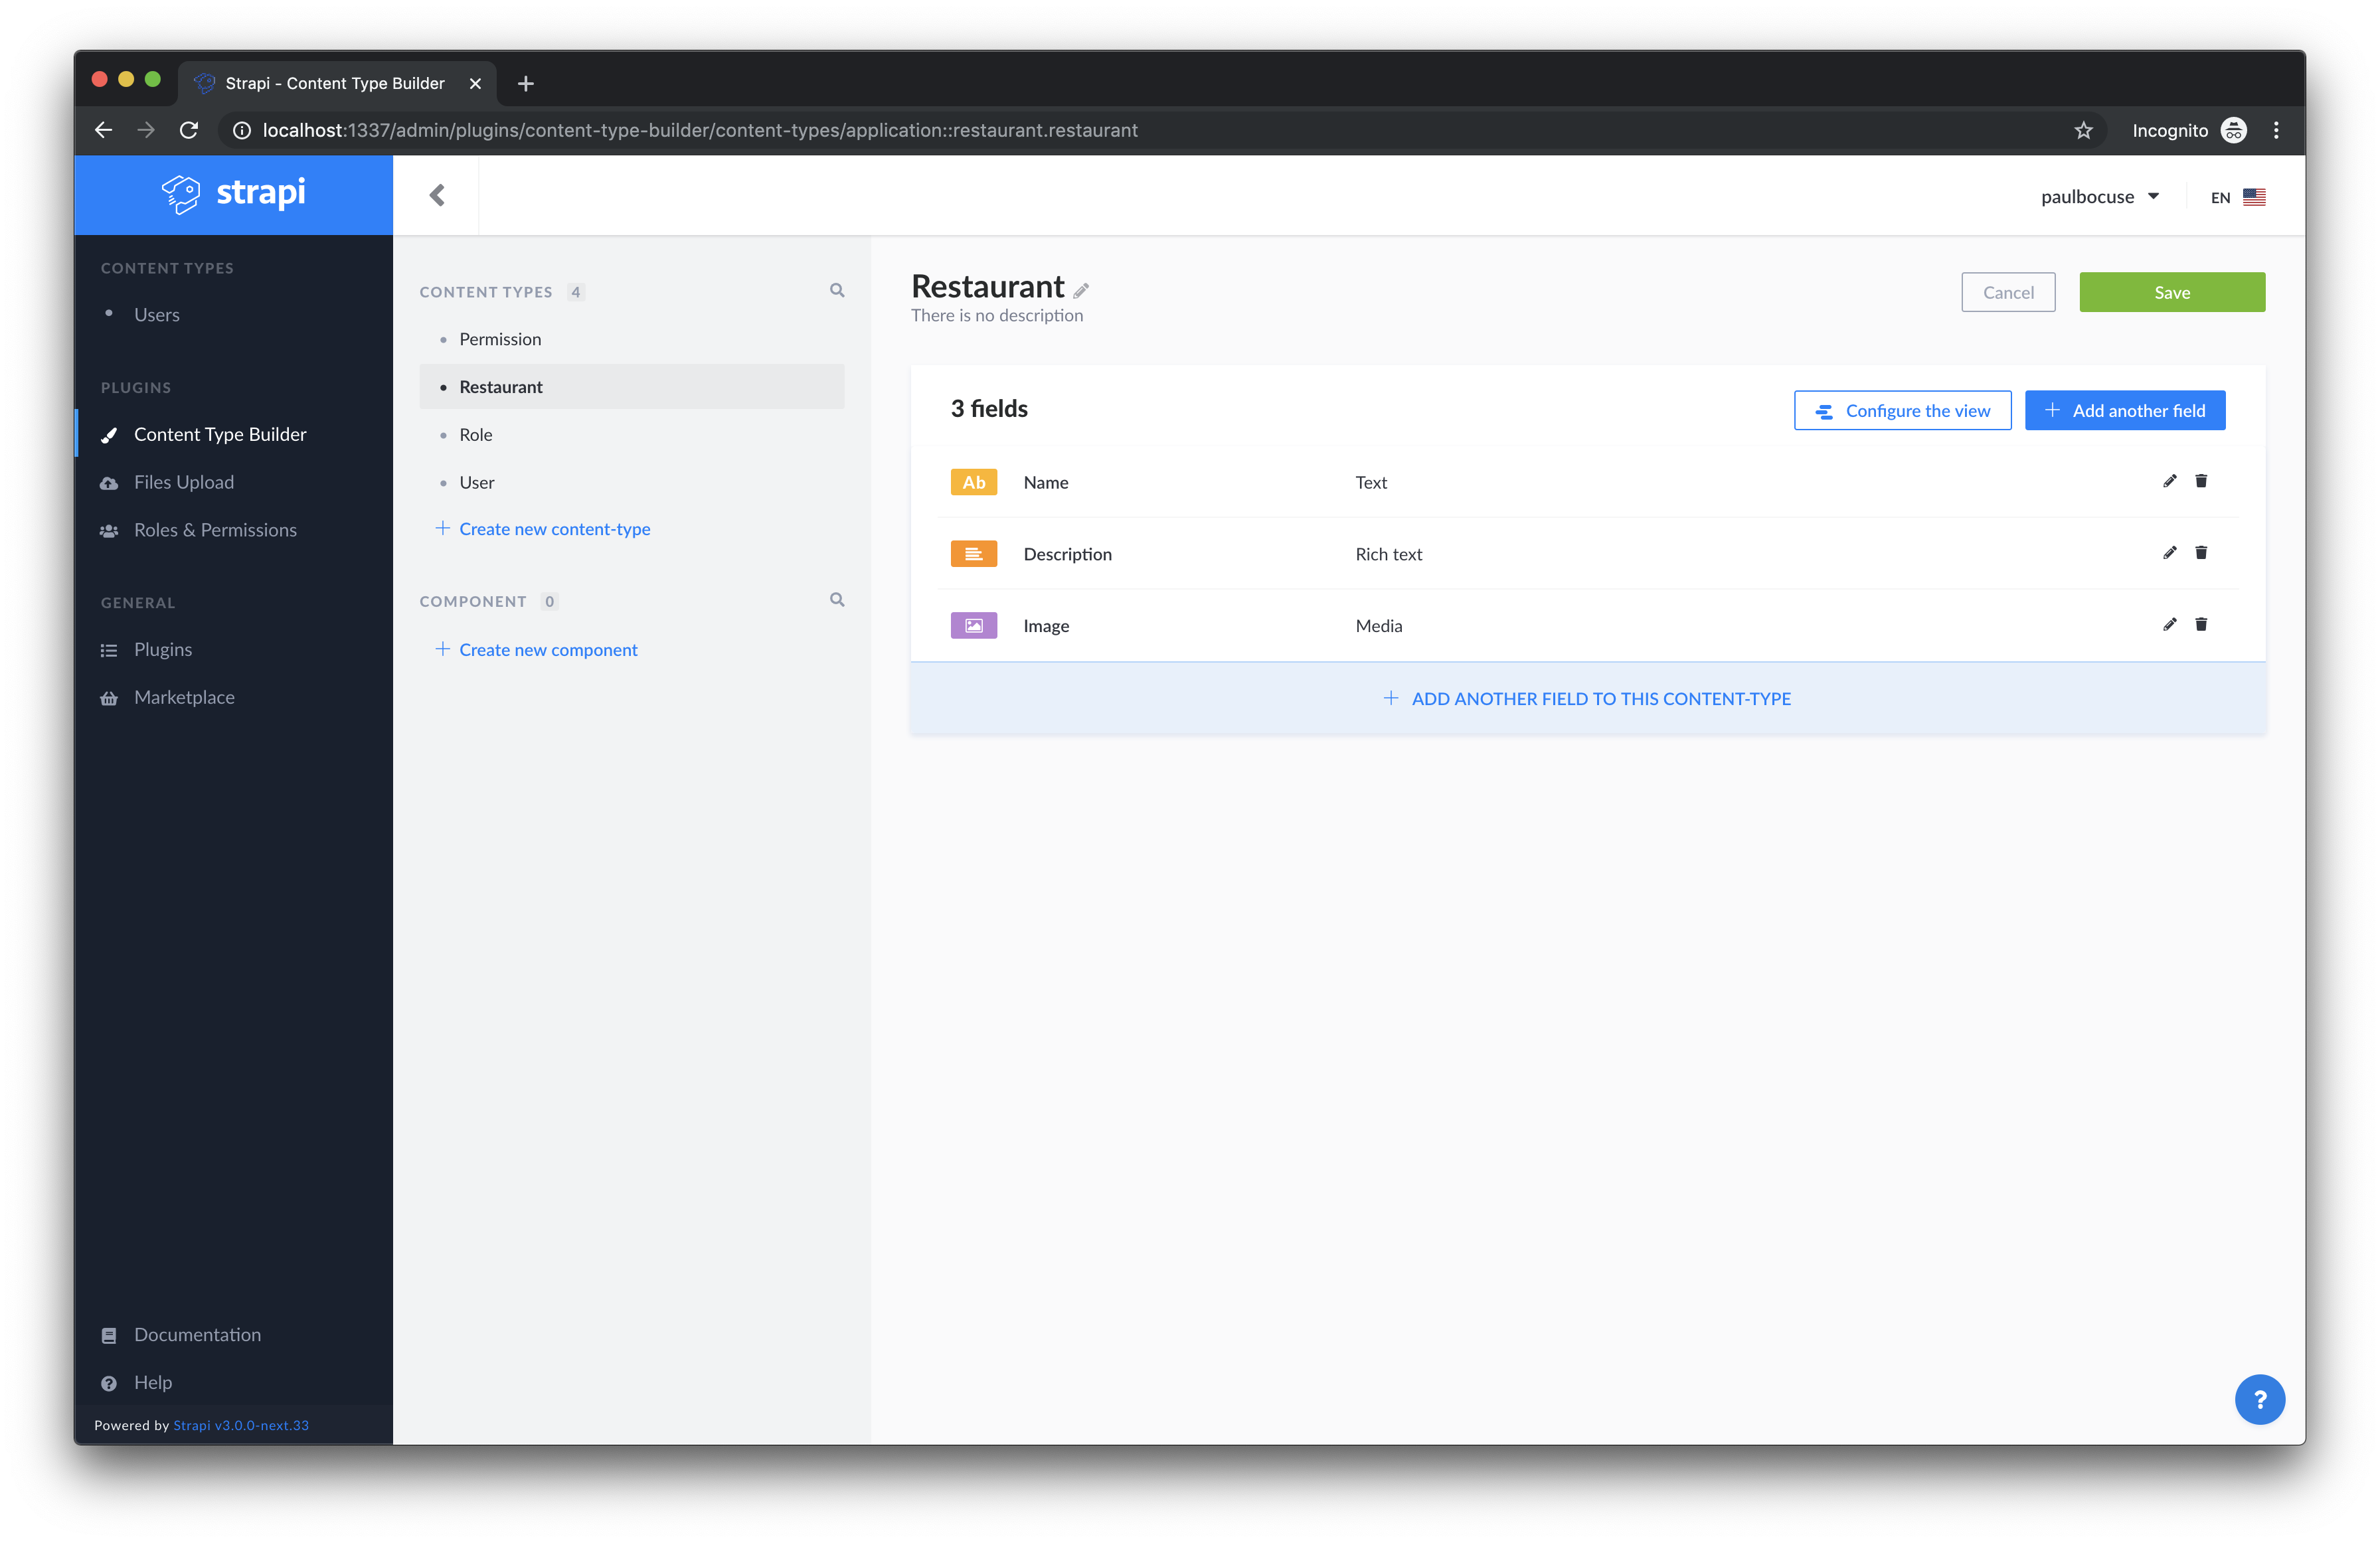 Strapi - Content Type Builder
localhost:1337/admin/plugins/content-type-builder/content-types/application::restaurant.restaurant
Incognito
strapi
paulbocuse
EN
CONTENT TYPES
Users
PLUGINS
Content Type Builder
Files Upload
Roles & Permissions
GENERAL
Plugins
Marketplace
Documentation
Help
Powered by Strapi v3.0.0-next.33
CONTENT TYPES 4
Permission
Restaurant
Role
User
+ Create new content-type
COMPONENT 0
+ Create new component
Restaurant
There is no description
Cancel
Save
3 fields
Configure the view
+ Add another field
Ab Name Text
Description Rich text
Image Media
+ ADD ANOTHER FIELD TO THIS CONTENT-TYPE
?